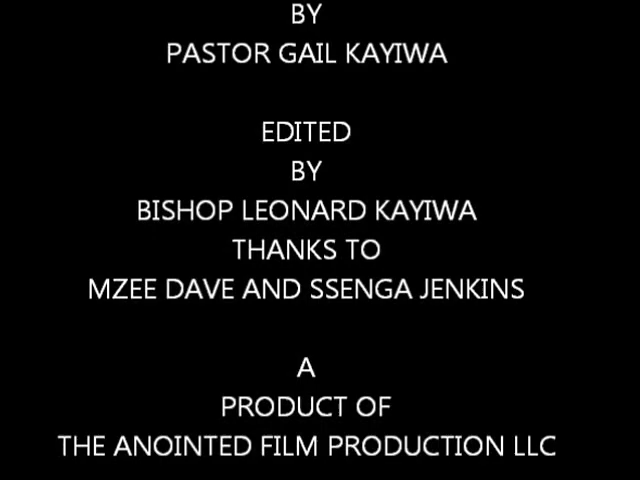 BY
PASTOR GAIL KAYIWA
EDITED
BY
BISHOP LEONARD KAYIWA
THANKS TO
MZEE DAVE AND SSENGA JENKINS
A
PRODUCT OF
THE ANOINTED FILM PRODUCTION LLC